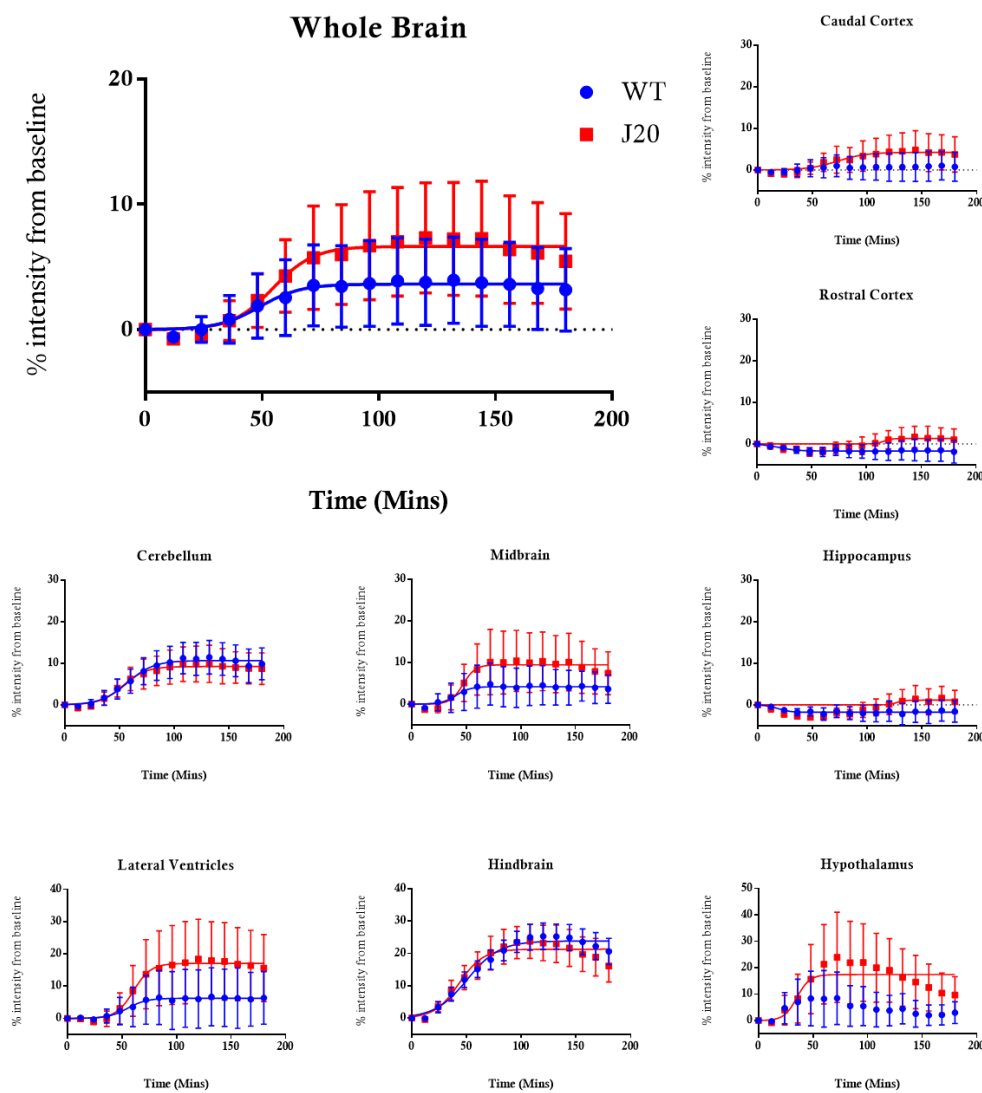 Whole Brain
% intensity from baseline
20
10
0
0
50
100
150
200
Time (Mins)
WT
J20
Caudal Cortex
% intensity from baseline
30
20
10
0
0
50
100
150
200
Time (Mins)
Rostral Cortex
% intensity from baseline
30
20
10
0
0
50
100
150
200
Time (Mins)
Cerebellum
% intensity from baseline
30
20
10
0
0
50
100
150
200
Time (Mins)
Midbrain
% intensity from baseline
30
20
10
0
0
50
100
150
200
Time (Mins)
Hippocampus
% intensity from baseline
30
20
10
0
0
50
100
150
200
Time (Mins)
Lateral Ventricles
% intensity from baseline
40
30
20
10
0
0
50
100
150
200
Time (Mins)
Hindbrain
% intensity from baseline
40
30
20
10
0
0
50
100
150
200
Time (Mins)
Hypothalamus
% intensity from baseline
50
40
30
20
10
0
0
50
100
150
200
Time (Mins)